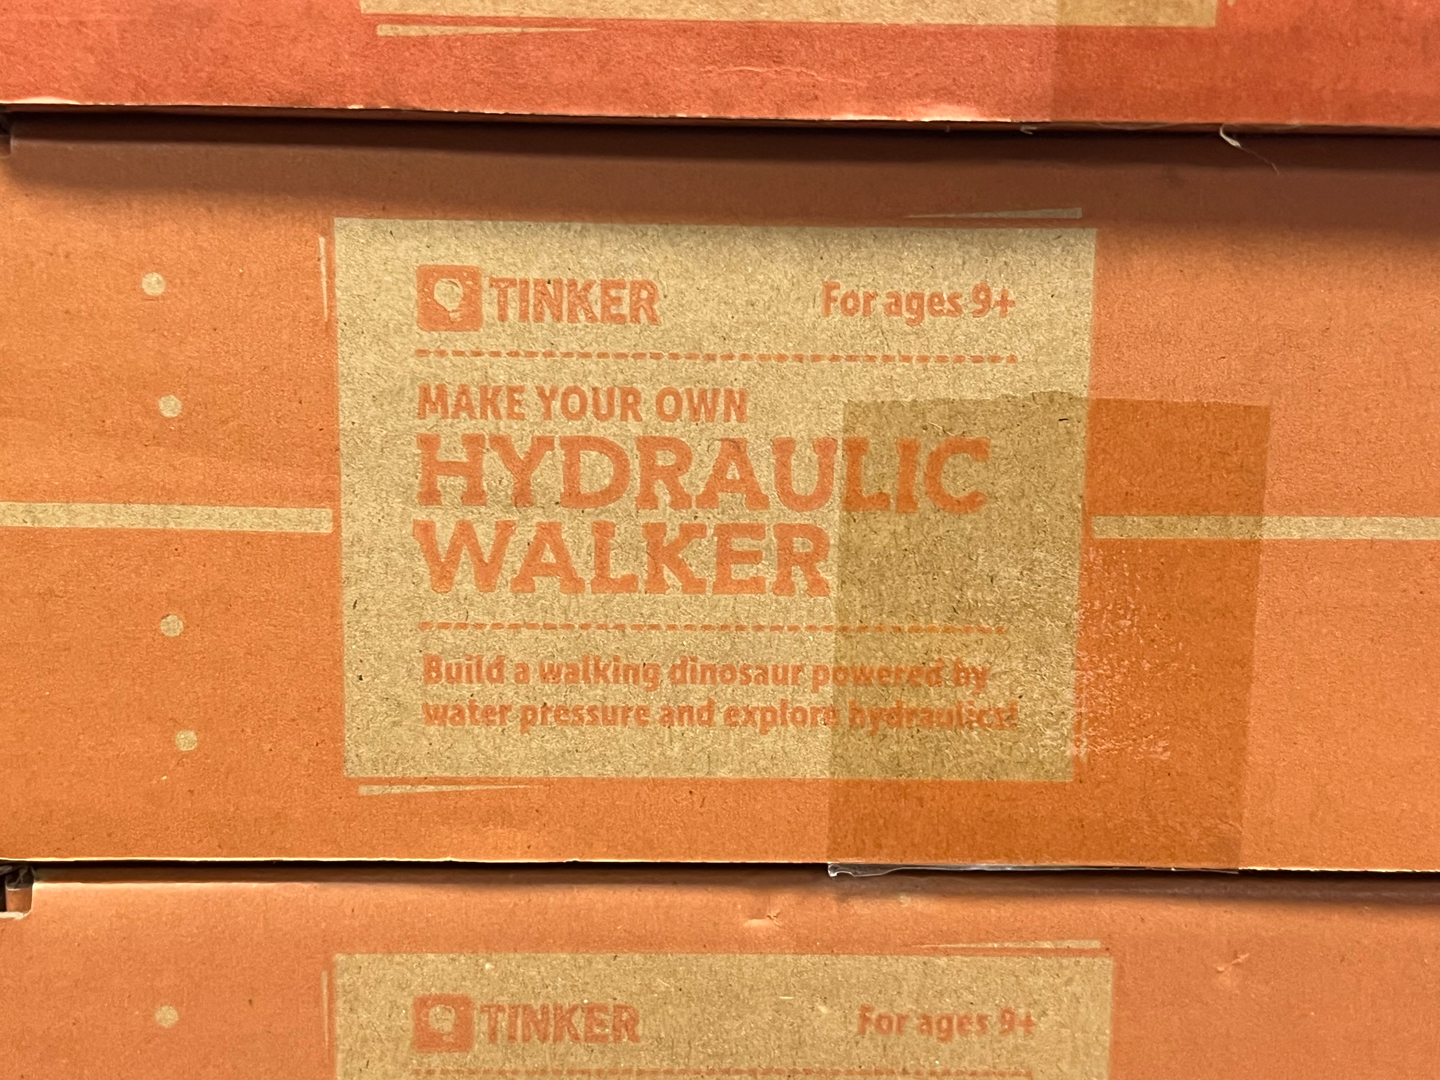 TINKER
For ages 9+
MAKE YOUR OWN
HYDRAULIC
WALKER
Build a walking dinosaur powered by
water pressure and explore hydraulics!
TINKER
For ages 9+